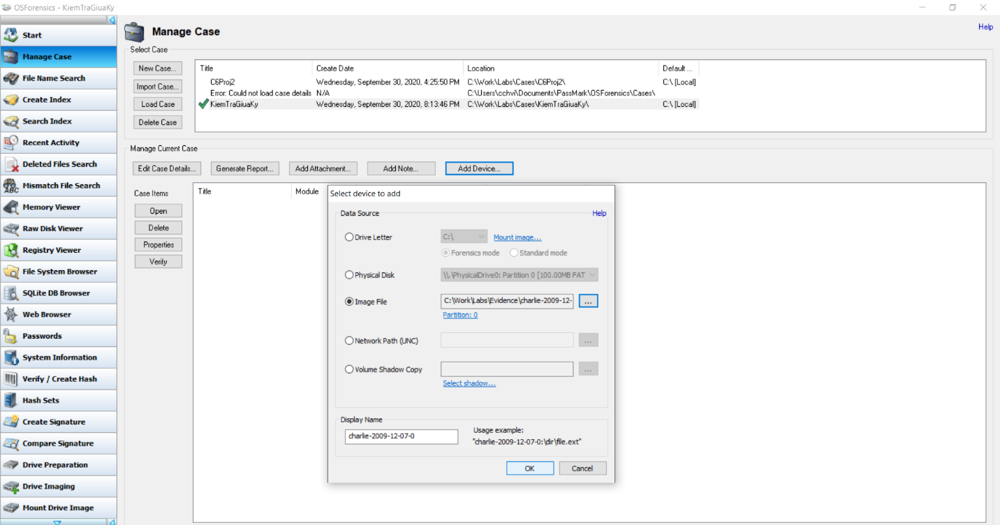 OSForensics - KiemTraGiuaKy
Start
Manage Case
File Name Search
Create Index
Search Index
Recent Activity
Deleted Files Search
Mismatch File Search
Memory Viewer
Raw Disk Viewer
Registry Viewer
File System Browser
SQLite DB Browser
Web Browser
Passwords
System Information
Verify / Create Hash
Hash Sets
Create Signature
Compare Signature
Drive Preparation
Drive Imaging
Mount Drive Image
Manage Case
Help
Select Case
New Case...
Import Case...
Load Case
Delete Case
Title Create Date Location Default ...
C6Proj2 Wednesday, September 30, 2020, 4:25:50 PM C:\Work\Labs\Cases\C6Proj2\ C:\ [Local]
Error: Could not load case details N/A C:\Users\cchvi\Documents\PassMark\OSForensics\Cases\
KiemTraGiuaKy Wednesday, September 30, 2020, 8:13:46 PM C:\Work\Labs\Cases\KiemTraGiuaKy\ C:\ [Local]
Manage Current Case
Edit Case Details... Generate Report... Add Attachment... Add Note... Add Device...
Case Items
Open
Delete
Properties
Verify
Title Module
Select device to add
Data Source Help
Drive Letter C:\ Mount image...
Forensics mode Standard mode
Physical Disk \\.\PhysicalDrive0: Partition 0 [100.00MB FAT
Image File C:\Work\Labs\Evidence\charlie-2009-12- ...
Partition: 0
Network Path (UNC) ...
Volume Shadow Copy ...
Select shadow...
Display Name
charlie-2009-12-07-0
Usage example:
"charlie-2009-12-07-0:\dir\file.ext"
OK Cancel